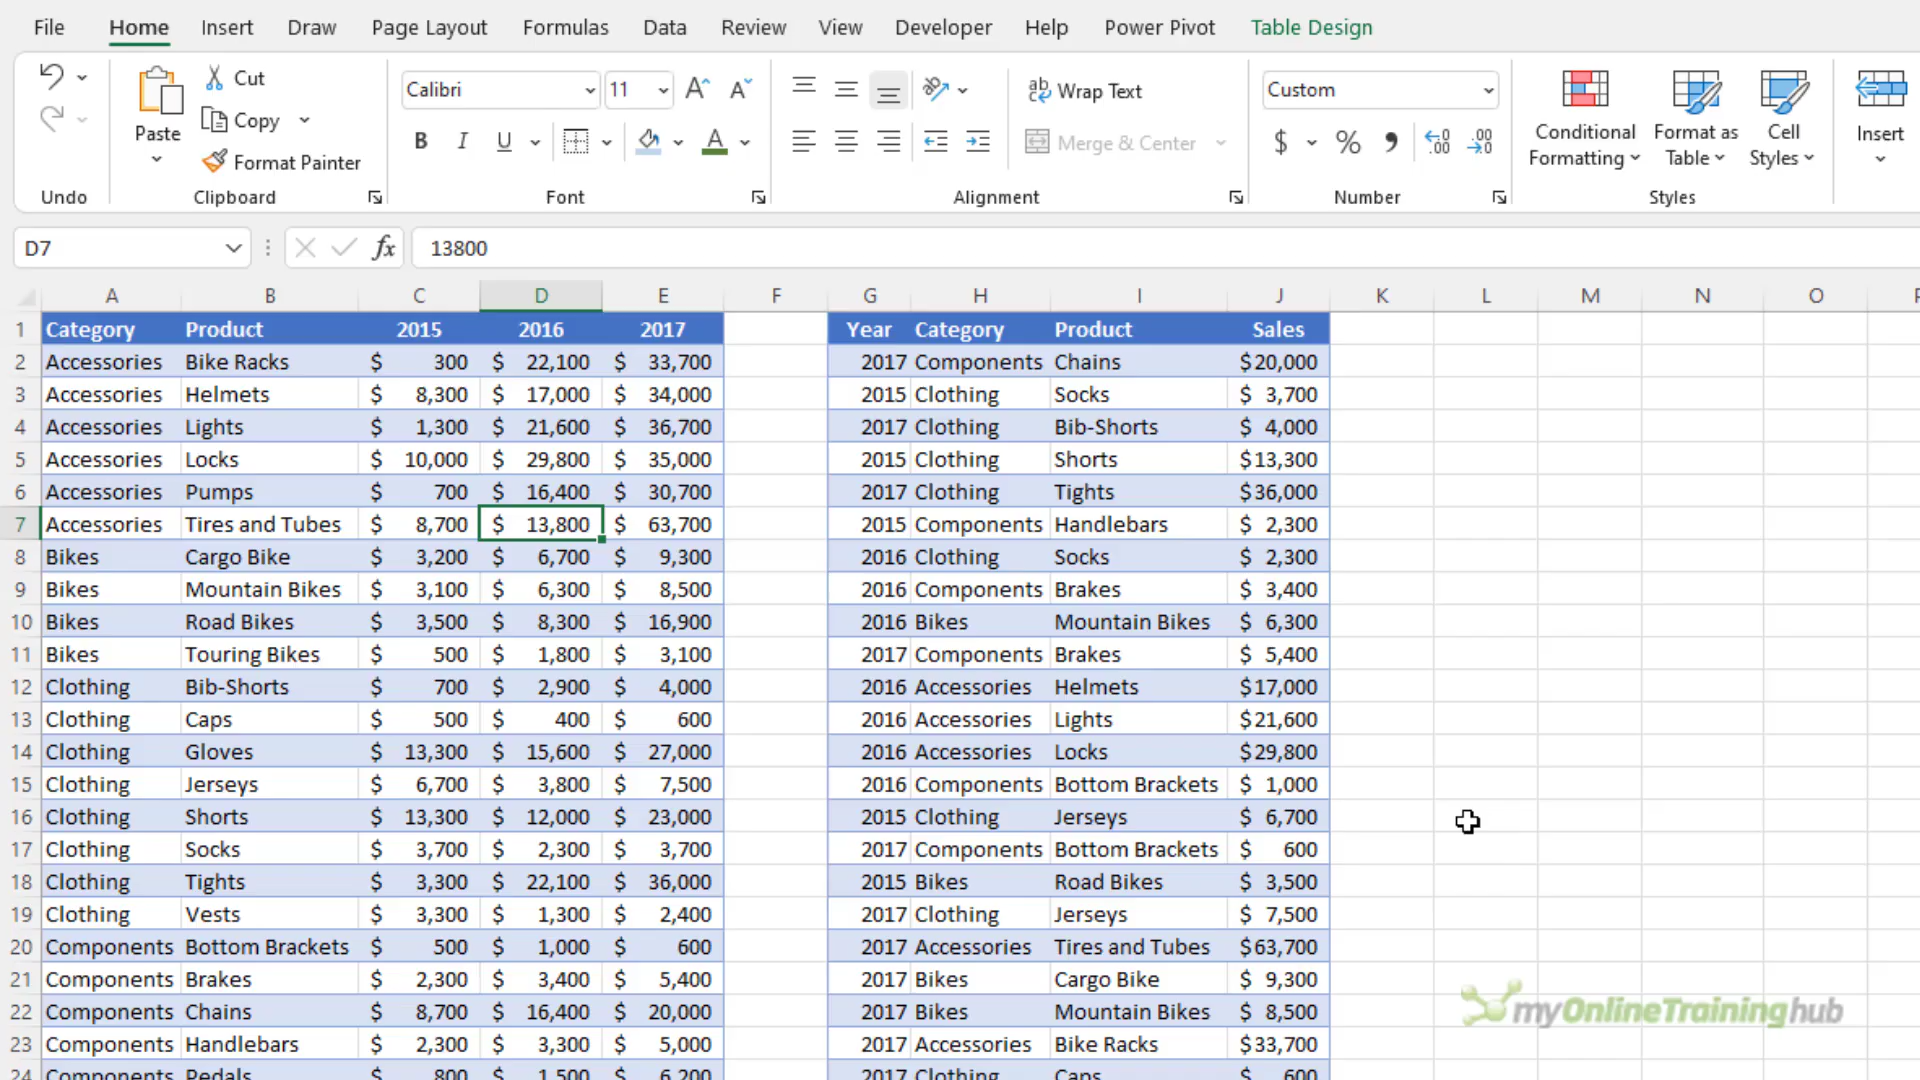 File Home Insert Draw Page Layout Formulas Data Review View Developer Help Power Pivot Table Design
Cut
Copy
Format Painter
Paste
Calibri 11
B I U
Wrap Text
Merge & Center
Custom
$ % ,
Conditional Formatting
Format as Table
Cell Styles
Insert
Undo Clipboard Font Alignment Number Styles
D7 fx 13800
A B C D E F G H I J K L M N O
1 Category Product 2015 2016 2017 Year Category Product Sales
2 Accessories Bike Racks $ 300 $ 22,100 $ 33,700 2017 Components Chains $20,000
3 Accessories Helmets $ 8,300 $ 17,000 $ 34,000 2015 Clothing Socks $ 3,700
4 Accessories Lights $ 1,300 $ 21,600 $ 36,700 2017 Clothing Bib-Shorts $ 4,000
5 Accessories Locks $ 10,000 $ 29,800 $ 35,000 2015 Clothing Shorts $13,300
6 Accessories Pumps $ 700 $ 16,400 $ 30,700 2017 Clothing Tights $36,000
7 Accessories Tires and Tubes $ 8,700 $ 13,800 $ 63,700 2015 Components Handlebars $ 2,300
8 Bikes Cargo Bike $ 3,200 $ 6,700 $ 9,300 2016 Clothing Socks $ 2,300
9 Bikes Mountain Bikes $ 3,100 $ 6,300 $ 8,500 2016 Components Brakes $ 3,400
10 Bikes Road Bikes $ 3,500 $ 8,300 $ 16,900 2016 Bikes Mountain Bikes $ 6,300
11 Bikes Touring Bikes $ 500 $ 1,800 $ 3,100 2017 Components Brakes $ 5,400
12 Clothing Bib-Shorts $ 700 $ 2,900 $ 4,000 2016 Accessories Helmets $17,000
13 Clothing Caps $ 500 $ 400 $ 600 2016 Accessories Lights $21,600
14 Clothing Gloves $ 13,300 $ 15,600 $ 27,000 2016 Accessories Locks $29,800
15 Clothing Jerseys $ 6,700 $ 3,800 $ 7,500 2016 Components Bottom Brackets $ 1,000
16 Clothing Shorts $ 13,300 $ 12,000 $ 23,000 2015 Clothing Jerseys $ 6,700
17 Clothing Socks $ 3,700 $ 2,300 $ 3,700 2017 Components Bottom Brackets $ 600
18 Clothing Tights $ 3,300 $ 22,100 $ 36,000 2015 Bikes Road Bikes $ 3,500
19 Clothing Vests $ 3,300 $ 1,300 $ 2,400 2017 Clothing Jerseys $ 7,500
20 Components Bottom Brackets $ 500 $ 1,000 $ 600 2017 Accessories Tires and Tubes $63,700
21 Components Brakes $ 2,300 $ 3,400 $ 5,400 2017 Bikes Cargo Bike $ 9,300
22 Components Chains $ 8,700 $ 16,400 $ 20,000 2017 Bikes Mountain Bikes $ 8,500
23 Components Handlebars $ 2,300 $ 3,300 $ 5,000 2017 Accessories Bike Racks $33,700
24 Components Pedals $ 800 $ 1,500 $ 6,200 2017 Clothing Caps $ 600
myOnlineTraininghub